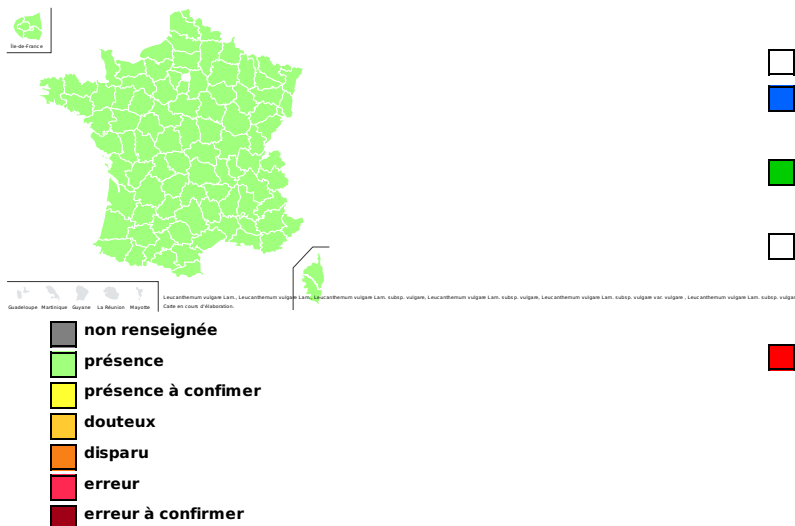 Île-de-France
Guadeloupe Martinique Guyane La Réunion Mayotte
Leucanthemum vulgare Lam., Leucanthemum vulgare Lam., Leucanthemum vulgare Lam. subsp. vulgare, Leucanthemum vulgare Lam. subsp. vulgare, Leucanthemum vulgare Lam. subsp. vulgare var. vulgare , Leucanthemum vulgare Lam. subsp. vulgar
Carte en cours d'élaboration.
non renseignée
présence
présence à confimer
douteux
disparu
erreur
erreur à confirmer